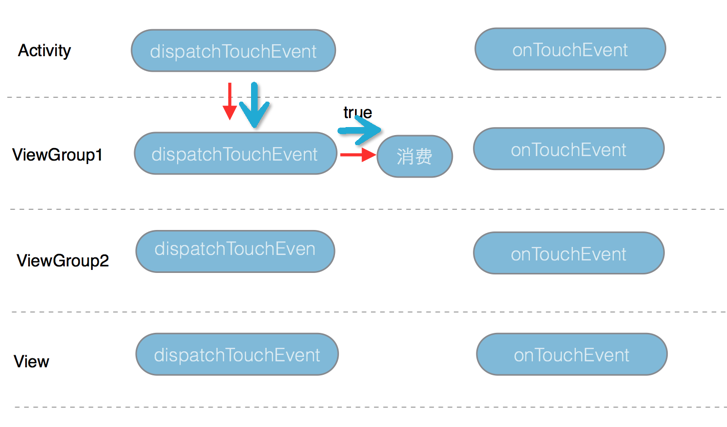 Activity
dispatchTouchEvent
onTouchEvent
true
ViewGroup1
dispatchTouchEvent
消费
onTouchEvent
ViewGroup2
dispatchTouchEven
onTouchEvent
View
dispatchTouchEvent
onTouchEvent